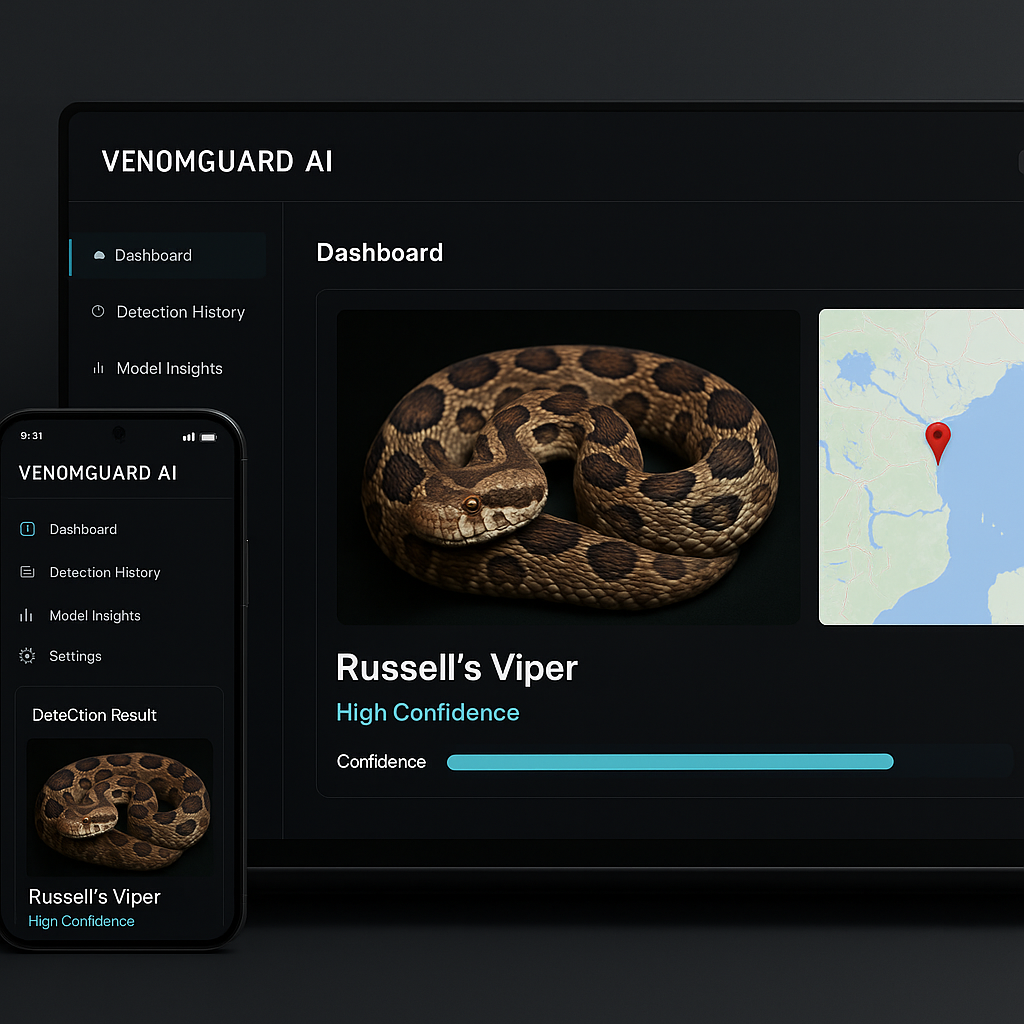 VENOMGUARD AI
Dashboard
Detection History
Model Insights
Dashboard
Russell's Viper
High Confidence
Confidence
9:31
VENOMGUARD AI
Dashboard
Detection History
Model Insights
Settings
DeteCtion Result
Russell's Viper
Hign Confidence